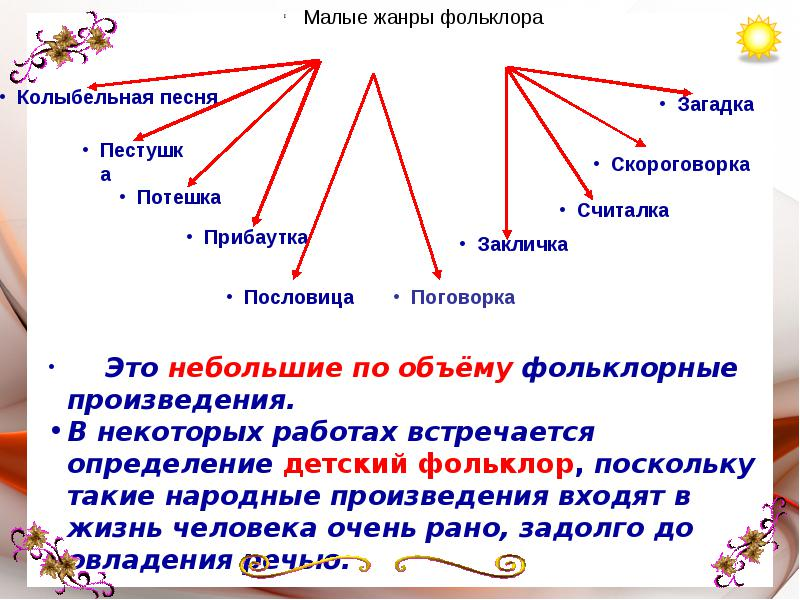 Малые жанры фольклора
• Колыбельная песня
• Загадка
• Пестушк
а
• Скороговорка
• Потешка
• Считалка
• Прибаутка
• Закличка
• Пословица
• Поговорка
• Это небольшие по объёму фольклорные
произведения.
• В некоторых работах встречается
определение детский фольклор, поскольку
такие народные произведения входят в
жизнь человека очень рано, задолго до
овладения речью.